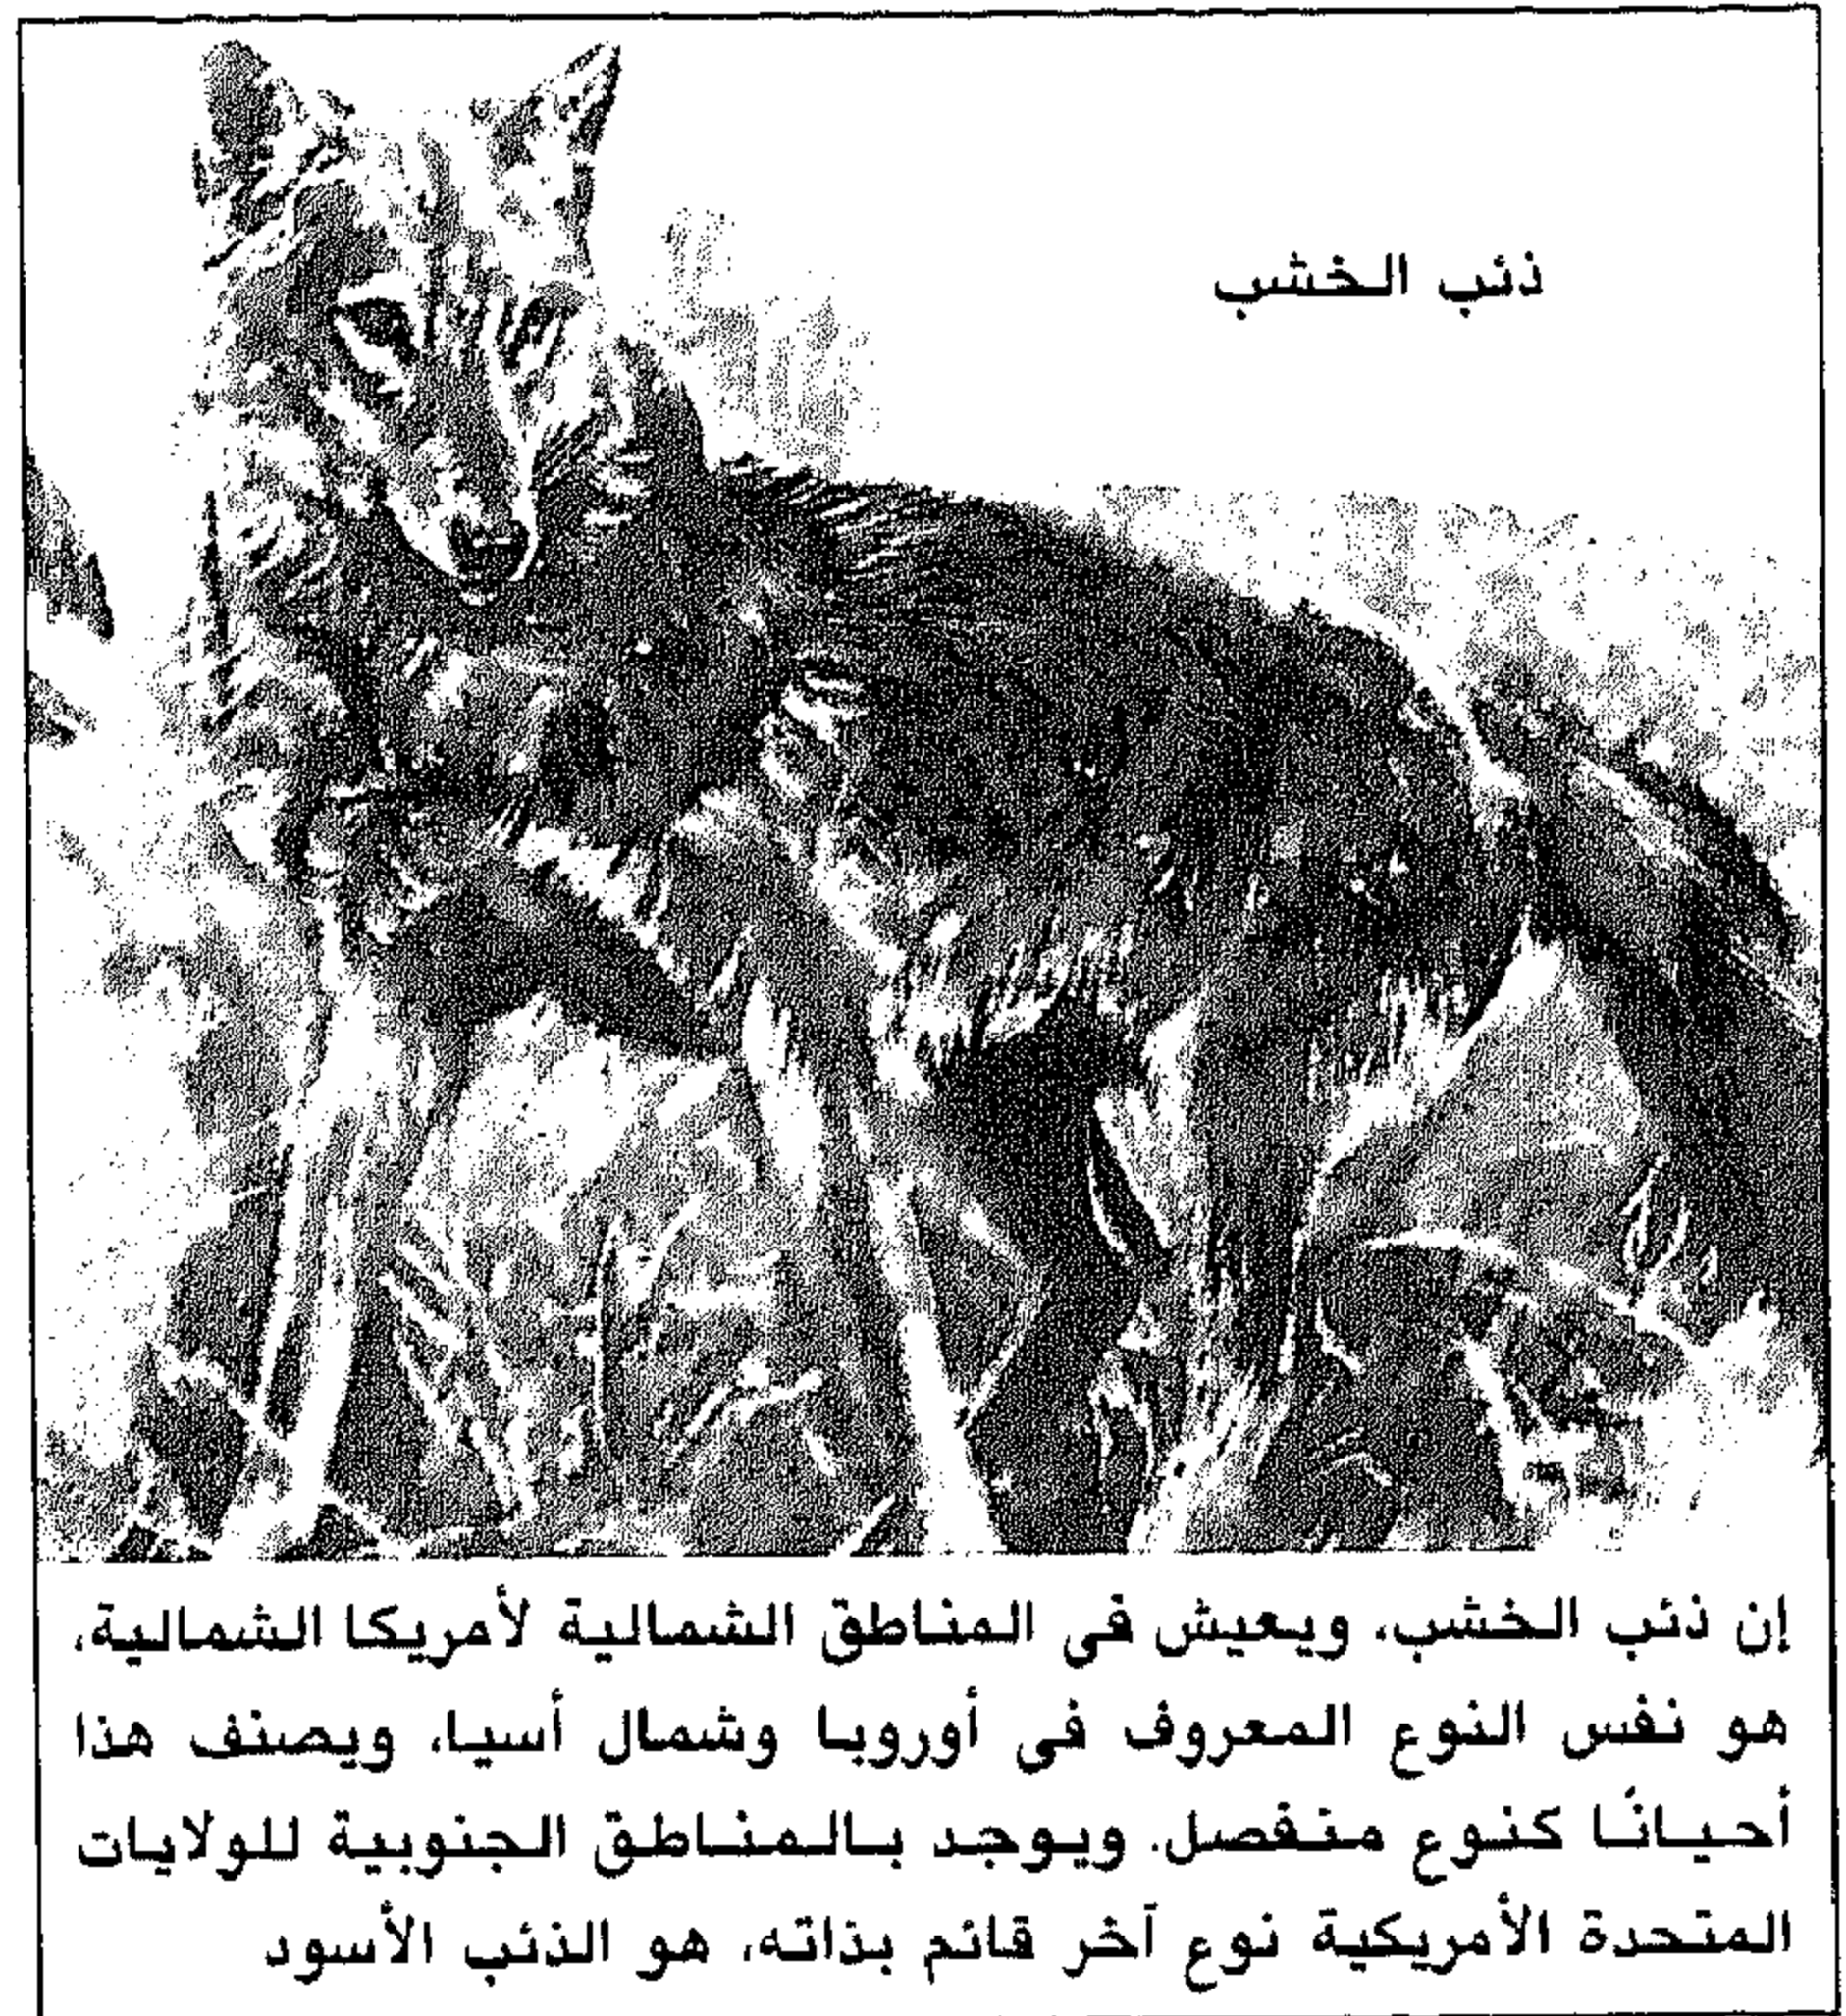 ذئب الخشب
إن ذئب الخشب، ويعيش فى المناطق الشمالية لأمريكا الشمالية،
هو نفس النوع المعروف فى أوروبا وشمال أسيا، ويصنف هذا
أحيانًا كنوع منفصل. ويوجد بالمناطق الجنوبية للولايات
المتحدة الأمريكية نوع آخر قائم بذاته، هو الذئب الأسود